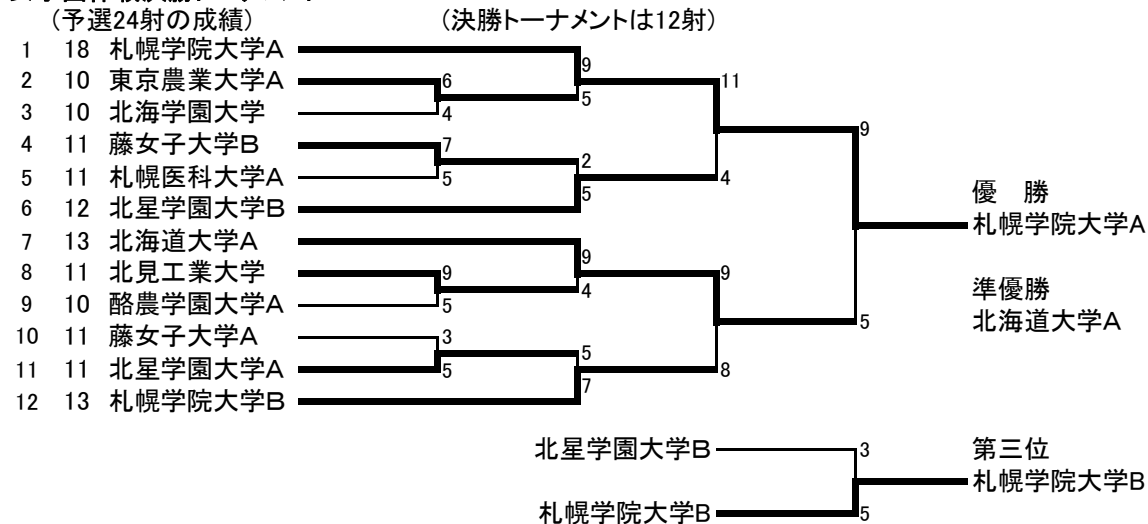 (予選24射の成績) (決勝トーナメントは12射)
1 18 札幌学院大学A
9
2 10 東京農業大学A 6 11
5
3 10 北海学園大学 4
9
4 11 藤女子大学B 7
2
5 11 札幌医科大学A 5 4
5
6 12 北星学園大学B
優 勝
札幌学院大学A
7 13 北海道大学A
9
8 11 北見工業大学 9 9
4
9 10 酪農学園大学A 5
準優勝
5 北海道大学A
10 11 藤女子大学A 3
5
11 11 北星学園大学A 5 8
7
12 13 札幌学院大学B
北星学園大学B 3 第三位
札幌学院大学B
札幌学院大学B 5